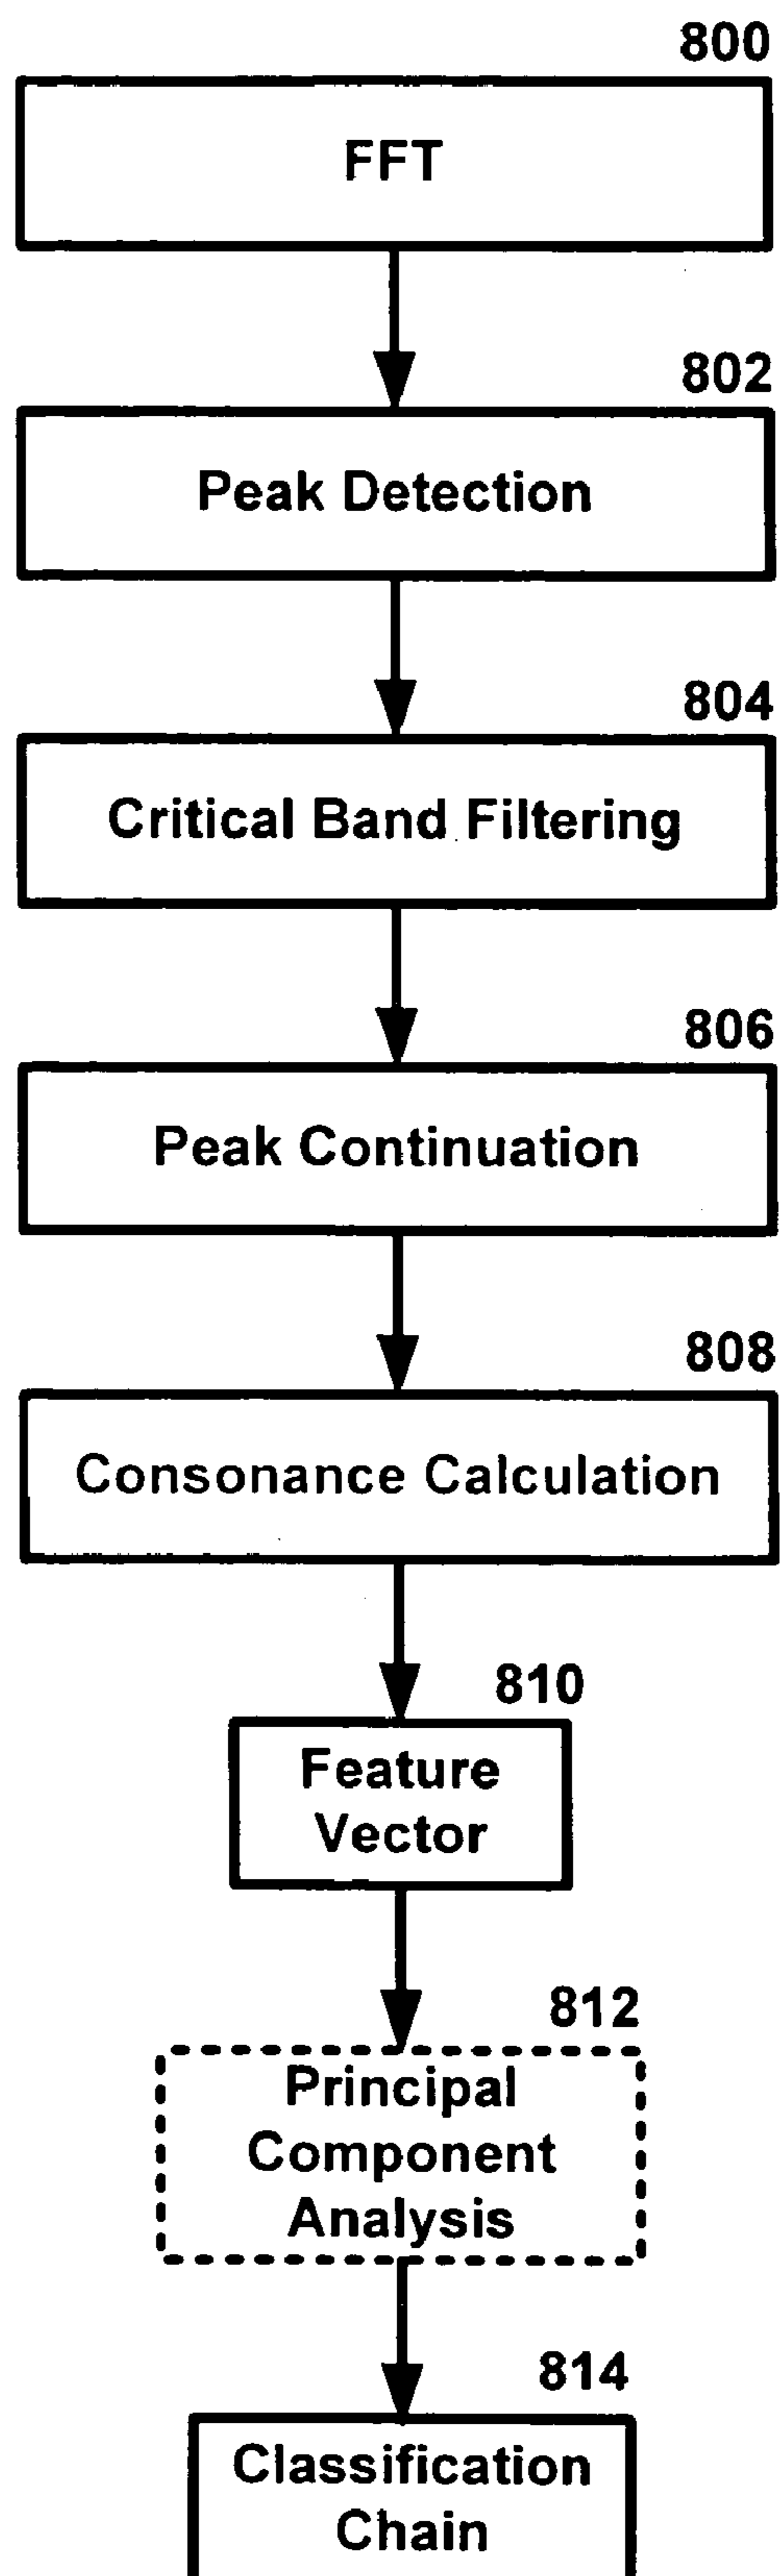 800
FFT
802
Peak Detection
804
Critical Band Filtering
806
Peak Continuation
808
Consonance Calculation
810
Feature
Vector
812
Principal
Component
Analysis
814
Classification
Chain